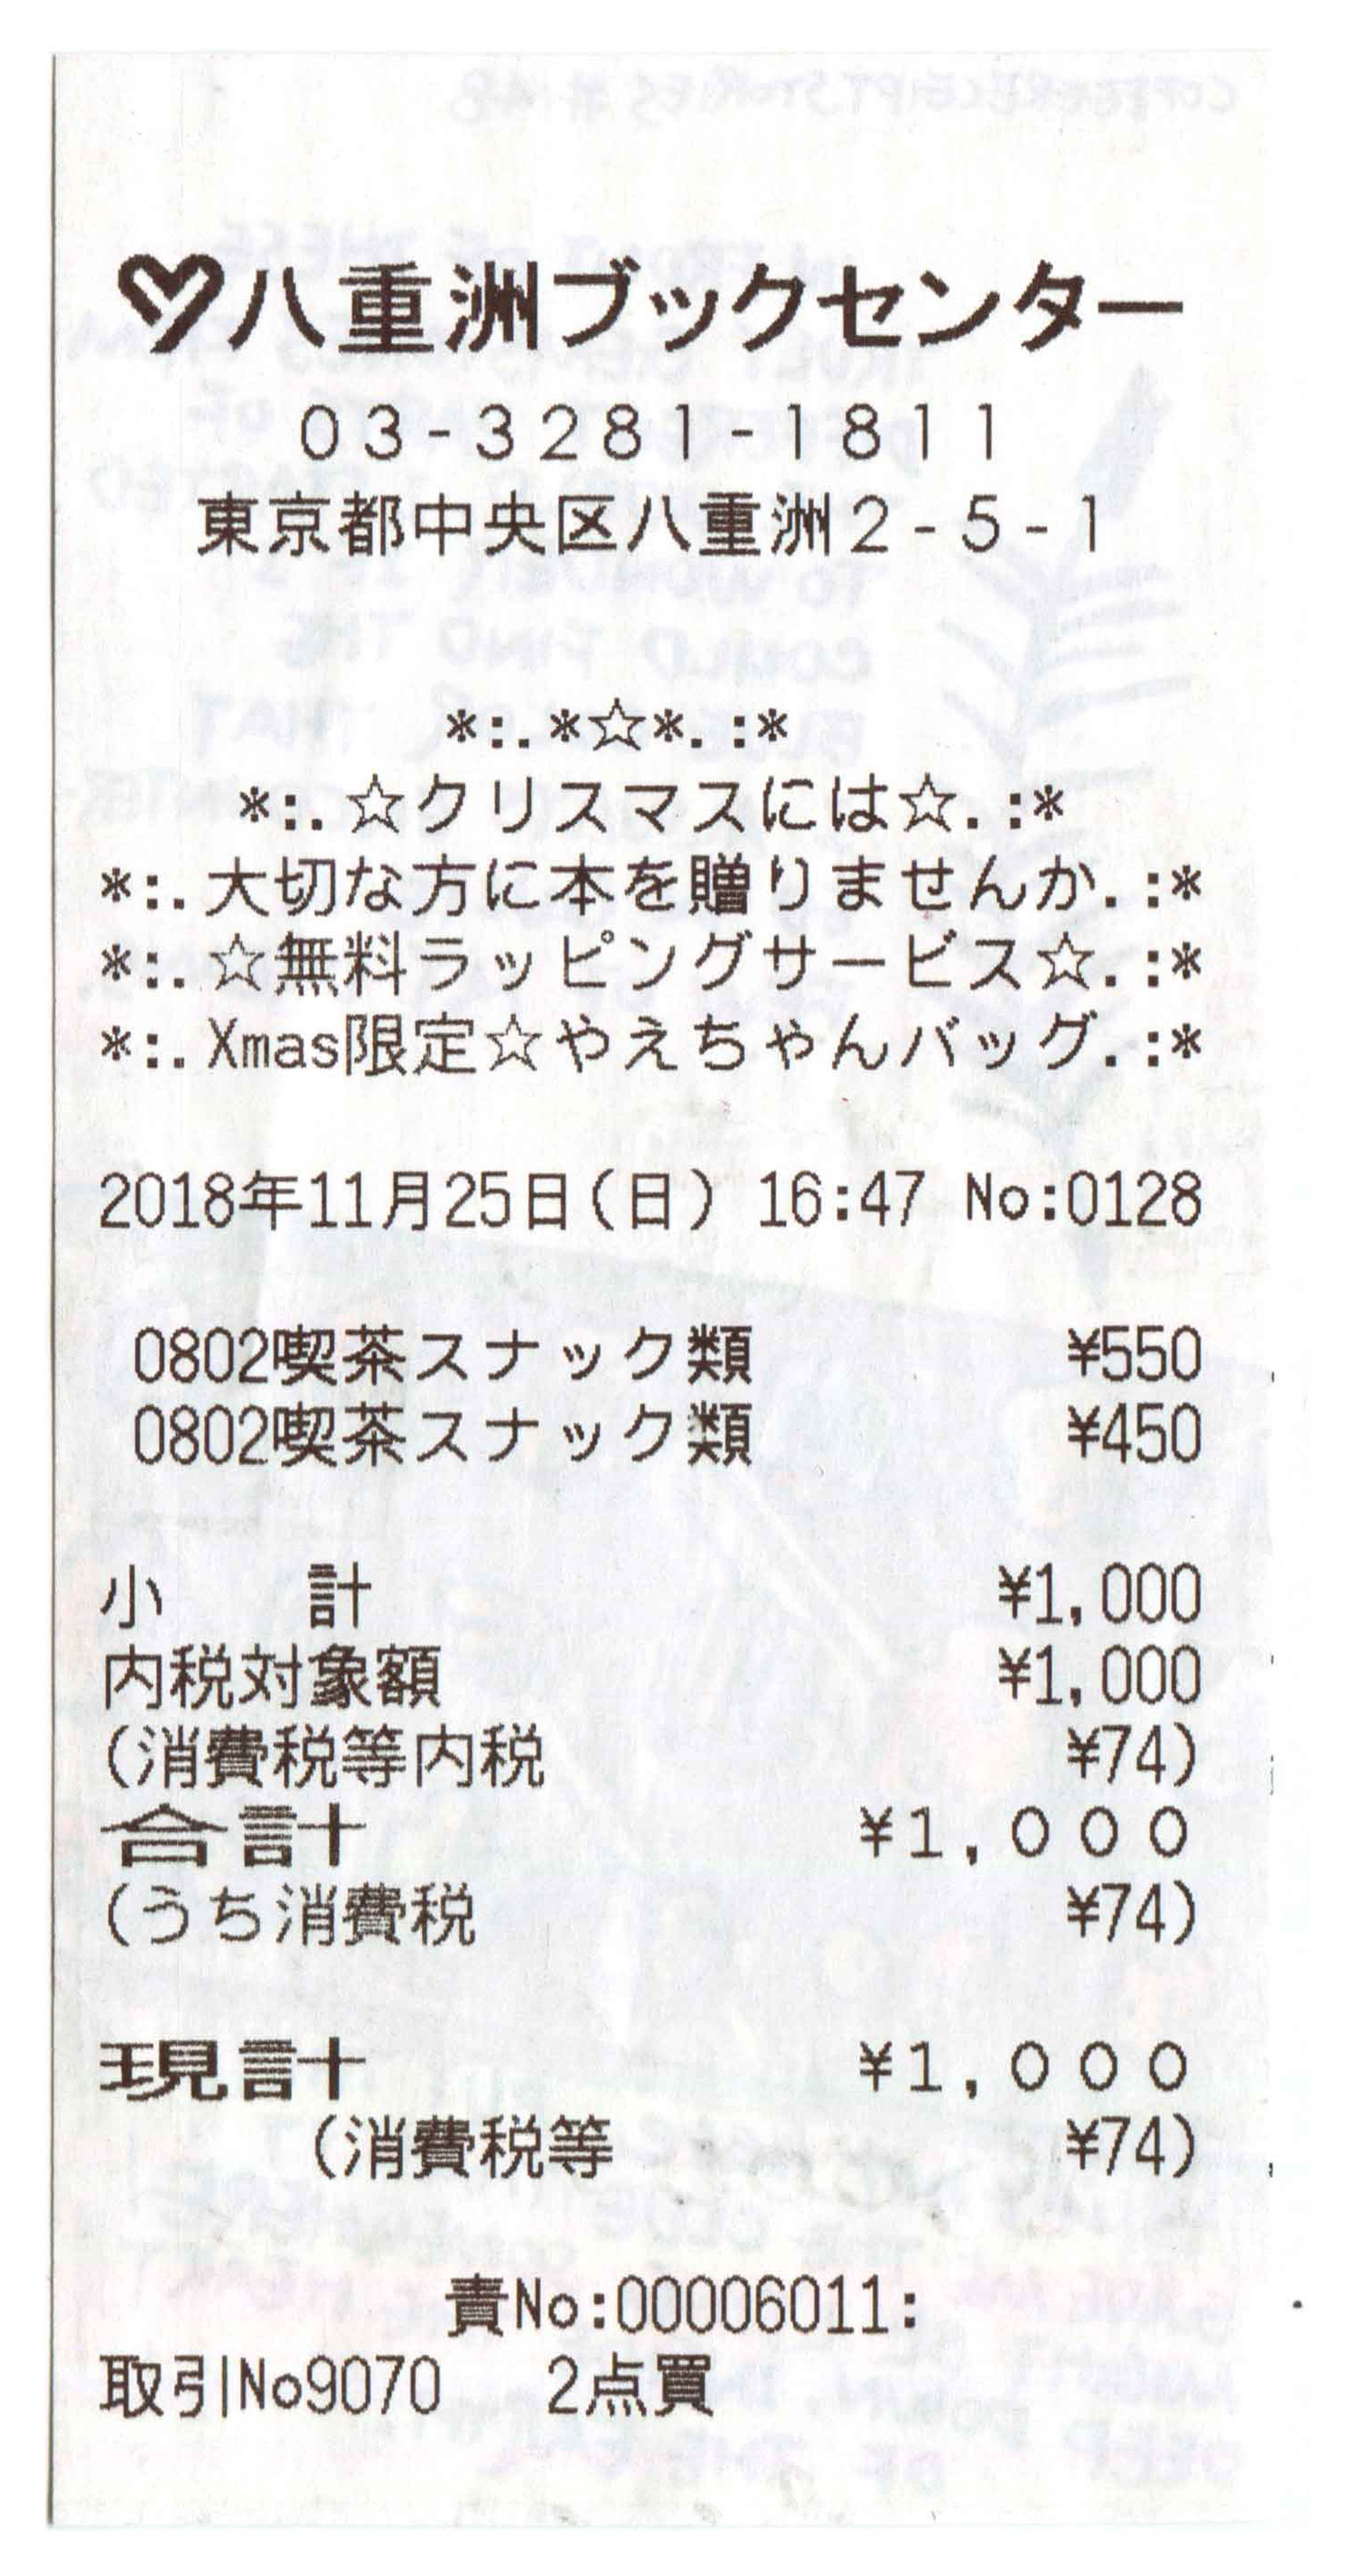 八重洲ブックセンター
03-3281-1811
東京都中央区八重洲2-5-1
*:.*☆*.:*
*:.☆クリスマスには☆.:*
*:.大切な方に本を贈りませんか.:*
*:.☆無料ラッピングサービス☆.:*
*:.Xmas限定☆やえちゃんバッグ.:*
2018年11月25日(日) 16:47 No:0128
0802喫茶スナック類 ¥550
0802喫茶スナック類 ¥450
小計 ¥1,000
内税対象額 ¥1,000
(消費税等内税 ¥74)
合計 ¥1,000
(うち消費税 ¥74)
現計 ¥1,000
(消費税等 ¥74)
責No:00006011:
取引No9070 2点買